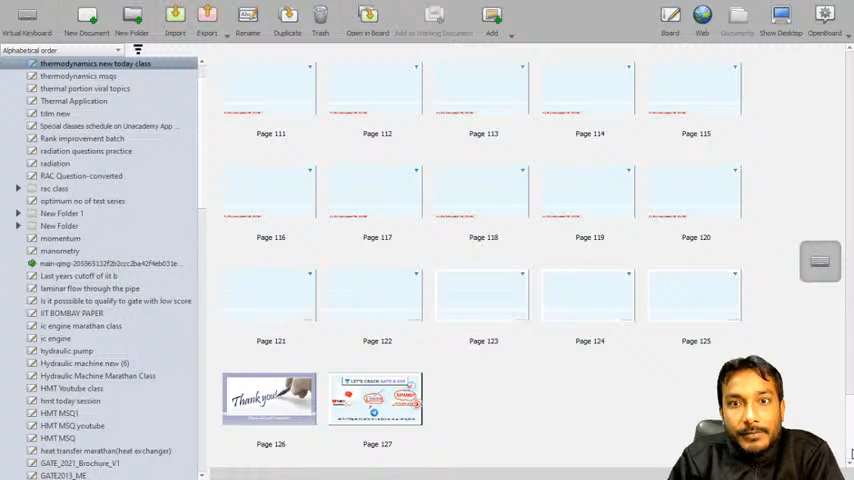 Virtual Keyboard
New Document
New Folder
Import
Export
Rename
Duplicate
Trash
Open in Board
Add to Working Document
Add
Board
Web
Documents
Show Desktop
OpenBoard
Alphabetical order
thermodynamics new today class
thermodynamics msqs
thermal portion viral topics
Thermal Application
tdm new
Special classes schedule on Unacademy App ...
Rank improvement batch
radiation questions practice
radiation
RAC Question-converted
rac class
optimum no of test series
New Folder 1
New Folder
momentum
manometry
main-qimg-205565132f2b2ccc2ba42f4eb031e...
Last years cutoff of iit b
laminar flow through the pipe
Is it posssible to qualify to gate with low score
IIT BOMBAY PAPER
ic engine marathan class
ic engine
hydraulic pump
Hydraulic machine new (6)
Hydraulic Machine Marathan Class
HMT Youtube class
hmt today session
HMT MSQ1
HMT MSQ youtube
HMT MSQ
heat transfer marathan(heat exchanger)
GATE_2021_Brochure_V1
GATE2013_ME
Page 111
Page 112
Page 113
Page 114
Page 115
Page 116
Page 117
Page 118
Page 119
Page 120
Page 121
Page 122
Page 123
Page 124
Page 125
Thank you!
Page 126
LET'S CRACK GATE & ESE
Page 127